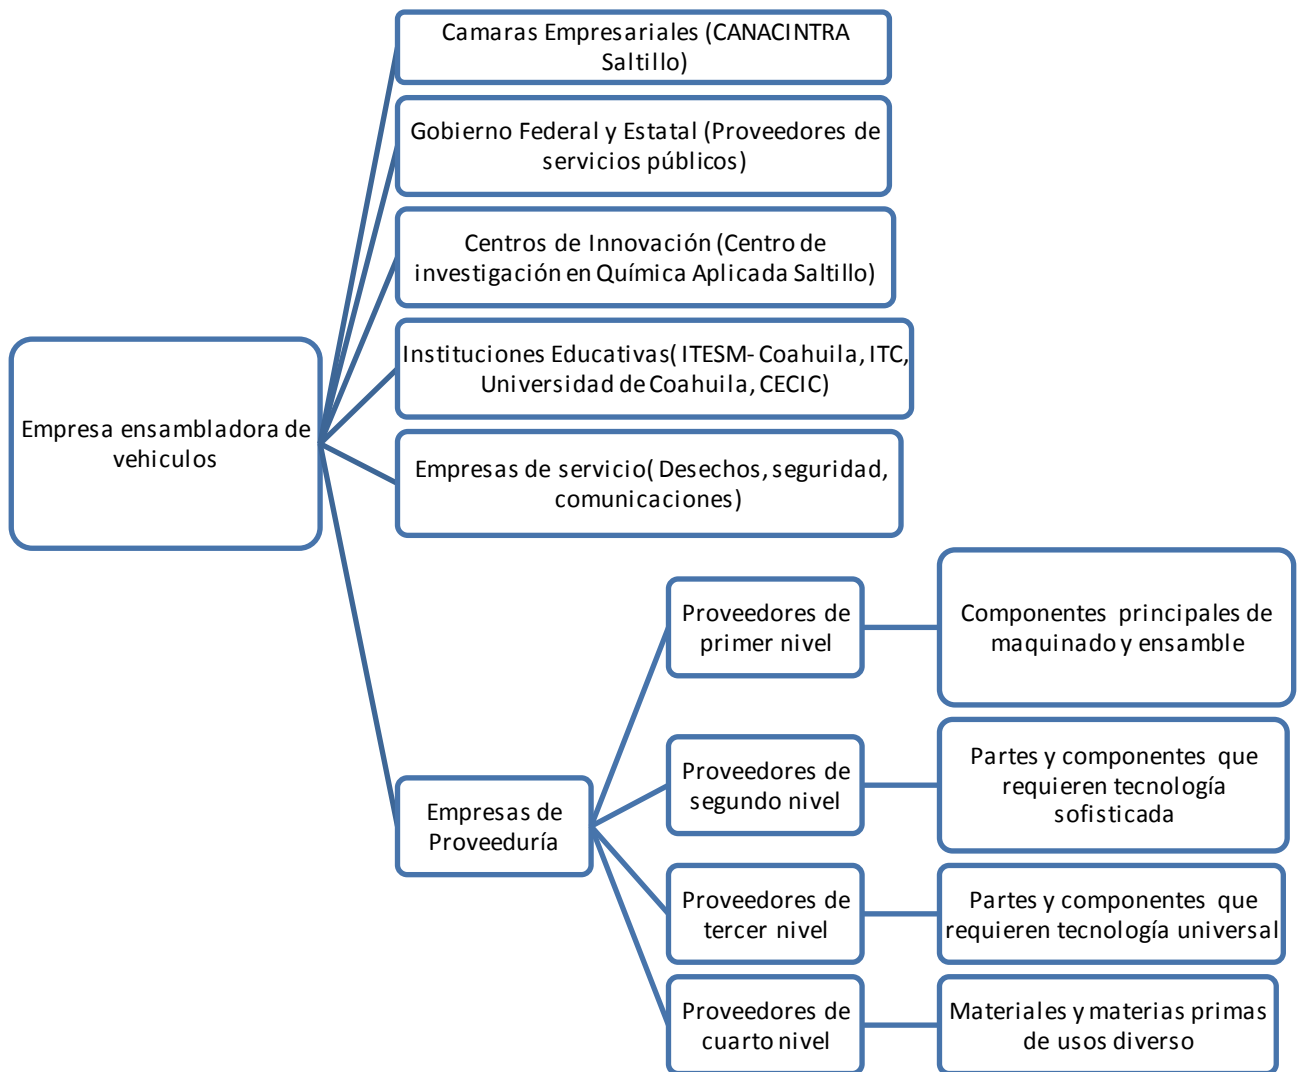 Camaras Empresariales (CANACINTRA
Saltillo)
Gobierno Federal y Estatal (Proveedores de
servicios públicos)
Centros de Innovación (Centro de
investigación en Química Aplicada Saltillo)
Instituciones Educativas( ITESM- Coahuila, ITC,
Universidad de Coahuila, CECIC)
Empresa ensambladora de
vehiculos
Empresas de servicio( Desechos, seguridad,
comunicaciones)
Proveedores de
primer nivel
Componentes principales de
maquinado y ensamble
Proveedores de
segundo nivel
Partes y componentes que
requieren tecnología
sofisticada
Empresas de
Proveeduría
Proveedores de
tercer nivel
Partes y componentes que
requieren tecnología universal
Proveedores de
cuarto nivel
Materiales y materias primas
de usos diverso